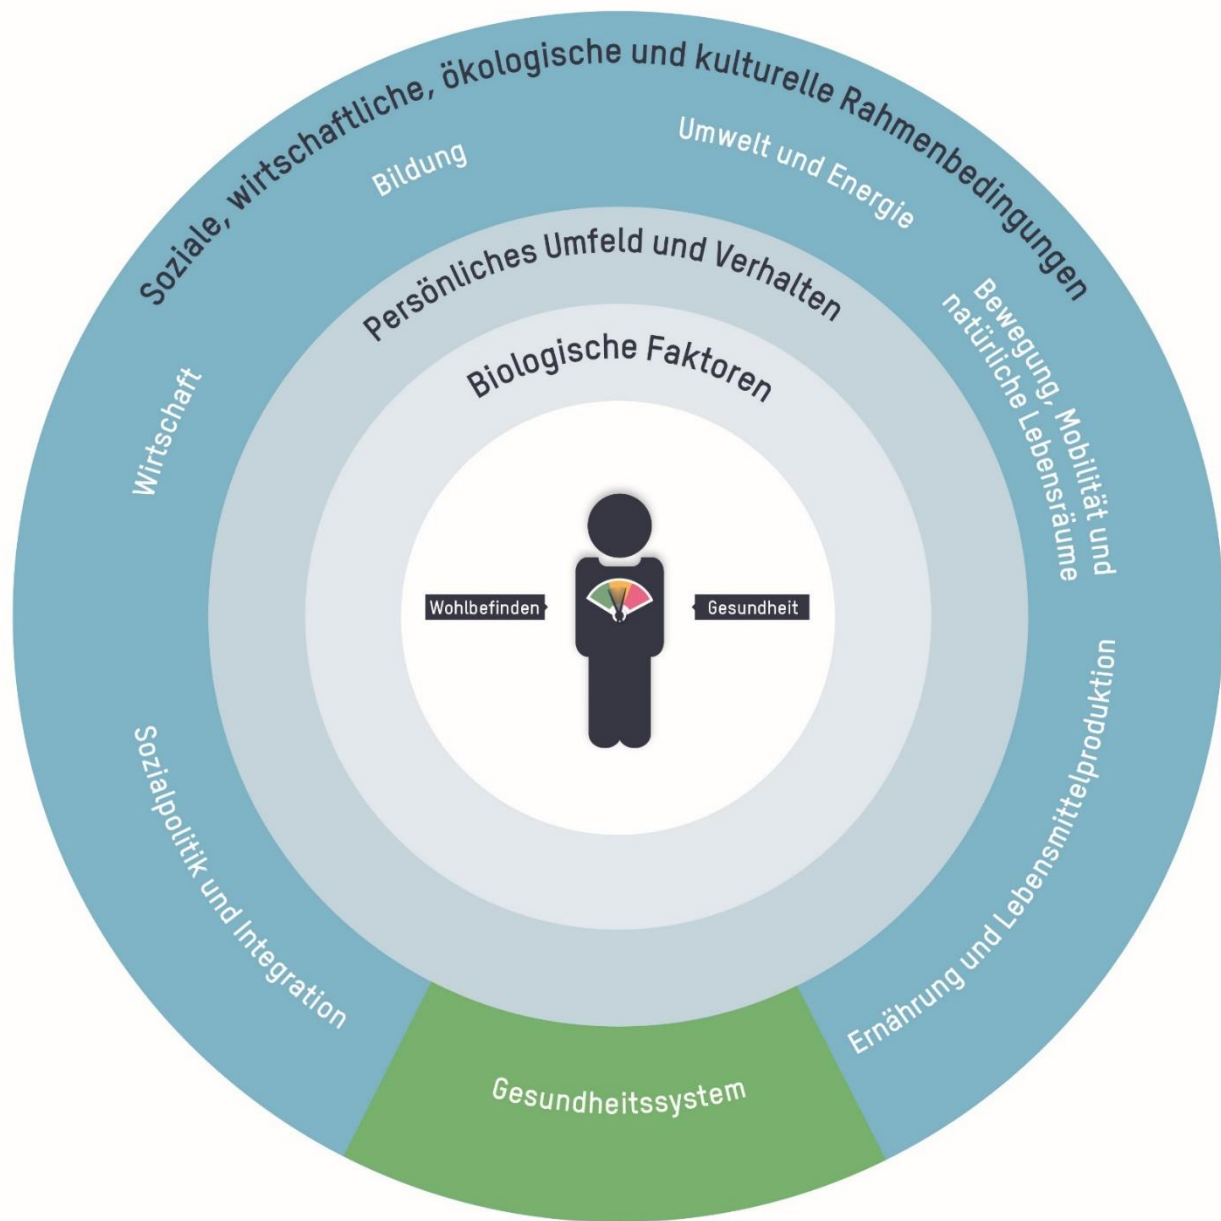 Soziale, wirtschaftliche, ökologische und kulturelle Rahmenbedingungen
Bildung
Umwelt und Energie
Bewegung, Mobilität und
natürliche Lebensräume
Wirtschaft
Persönliches Umfeld und Verhalten
Biologische Faktoren
Wohlbefinden
Gesundheit
Sozialpolitik und Integration
Ernährung und Lebensmittelproduktion
Gesundheitssystem